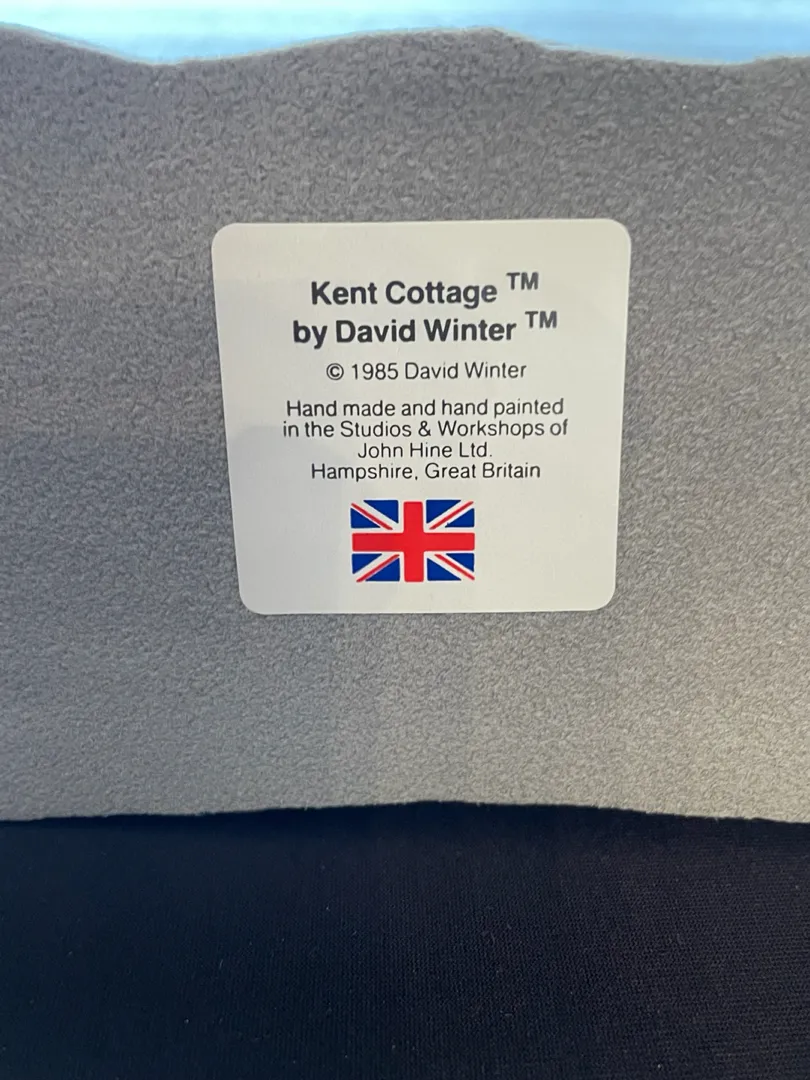 Kent Cottage ™
by David Winter ™
© 1985 David Winter
Hand made and hand painted
in the Studios & Workshops of
John Hine Ltd.
Hampshire, Great Britain